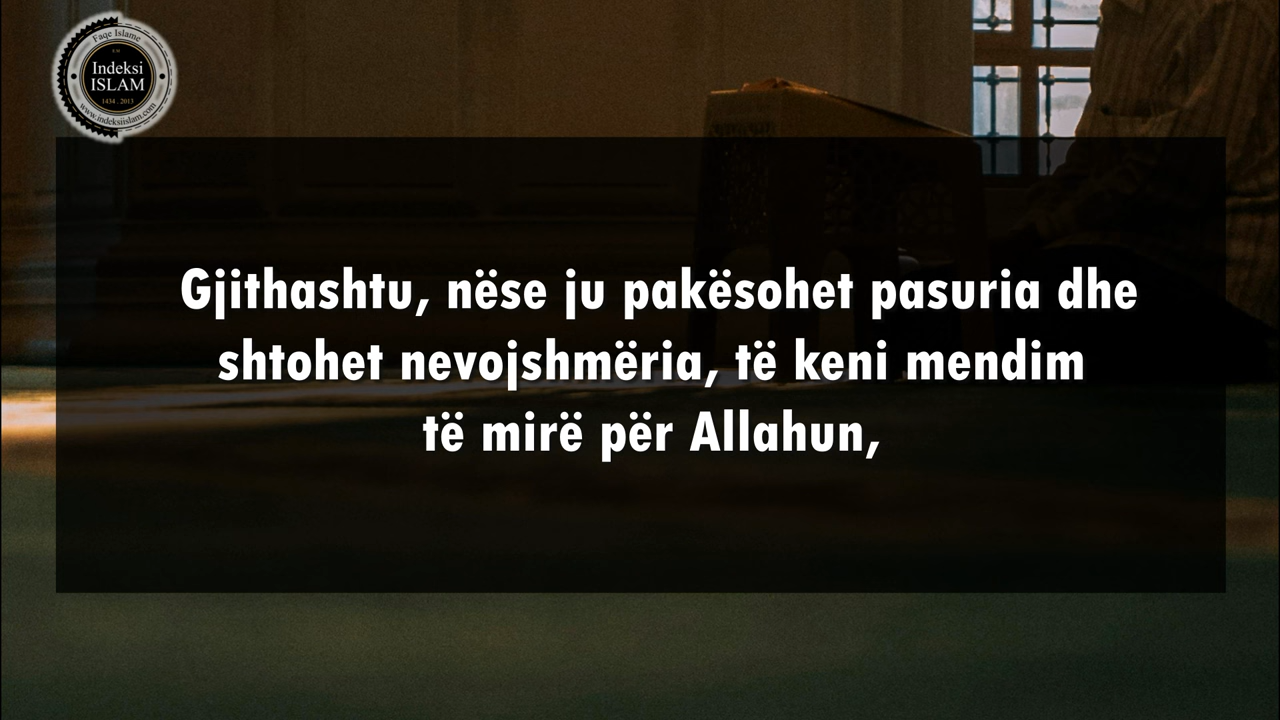 Faqe Islame
Indeksi
ISLAM
1434 . 2013
www.indeksiislam.com
Gjithashtu, nëse ju pakësohet pasuria dhe
shtohet nevojshmëria, të keni mendim
të mirë për Allahun,